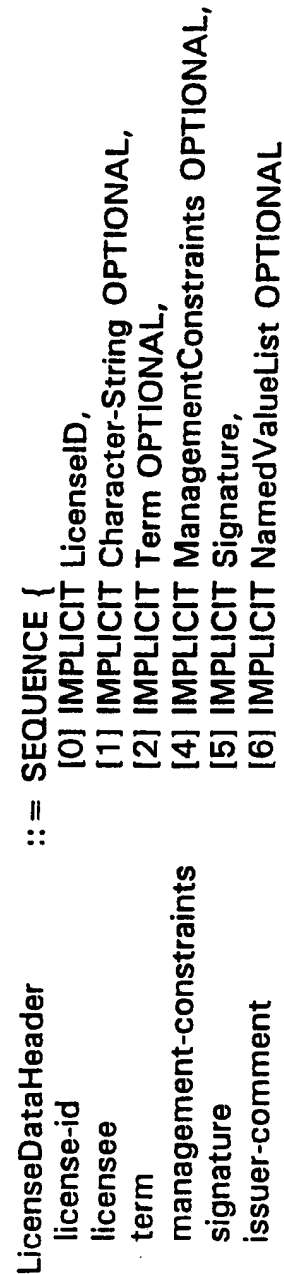 LicenseDataHeader ::= SEQUENCE {
license-id [0] IMPLICIT LicenseID,
licensee [1] IMPLICIT Character-String OPTIONAL,
term [2] IMPLICIT Term OPTIONAL,
management-constraints [4] IMPLICIT ManagementConstraints OPTIONAL,
signature [5] IMPLICIT Signature,
issuer-comment [6] IMPLICIT NamedValueList OPTIONAL